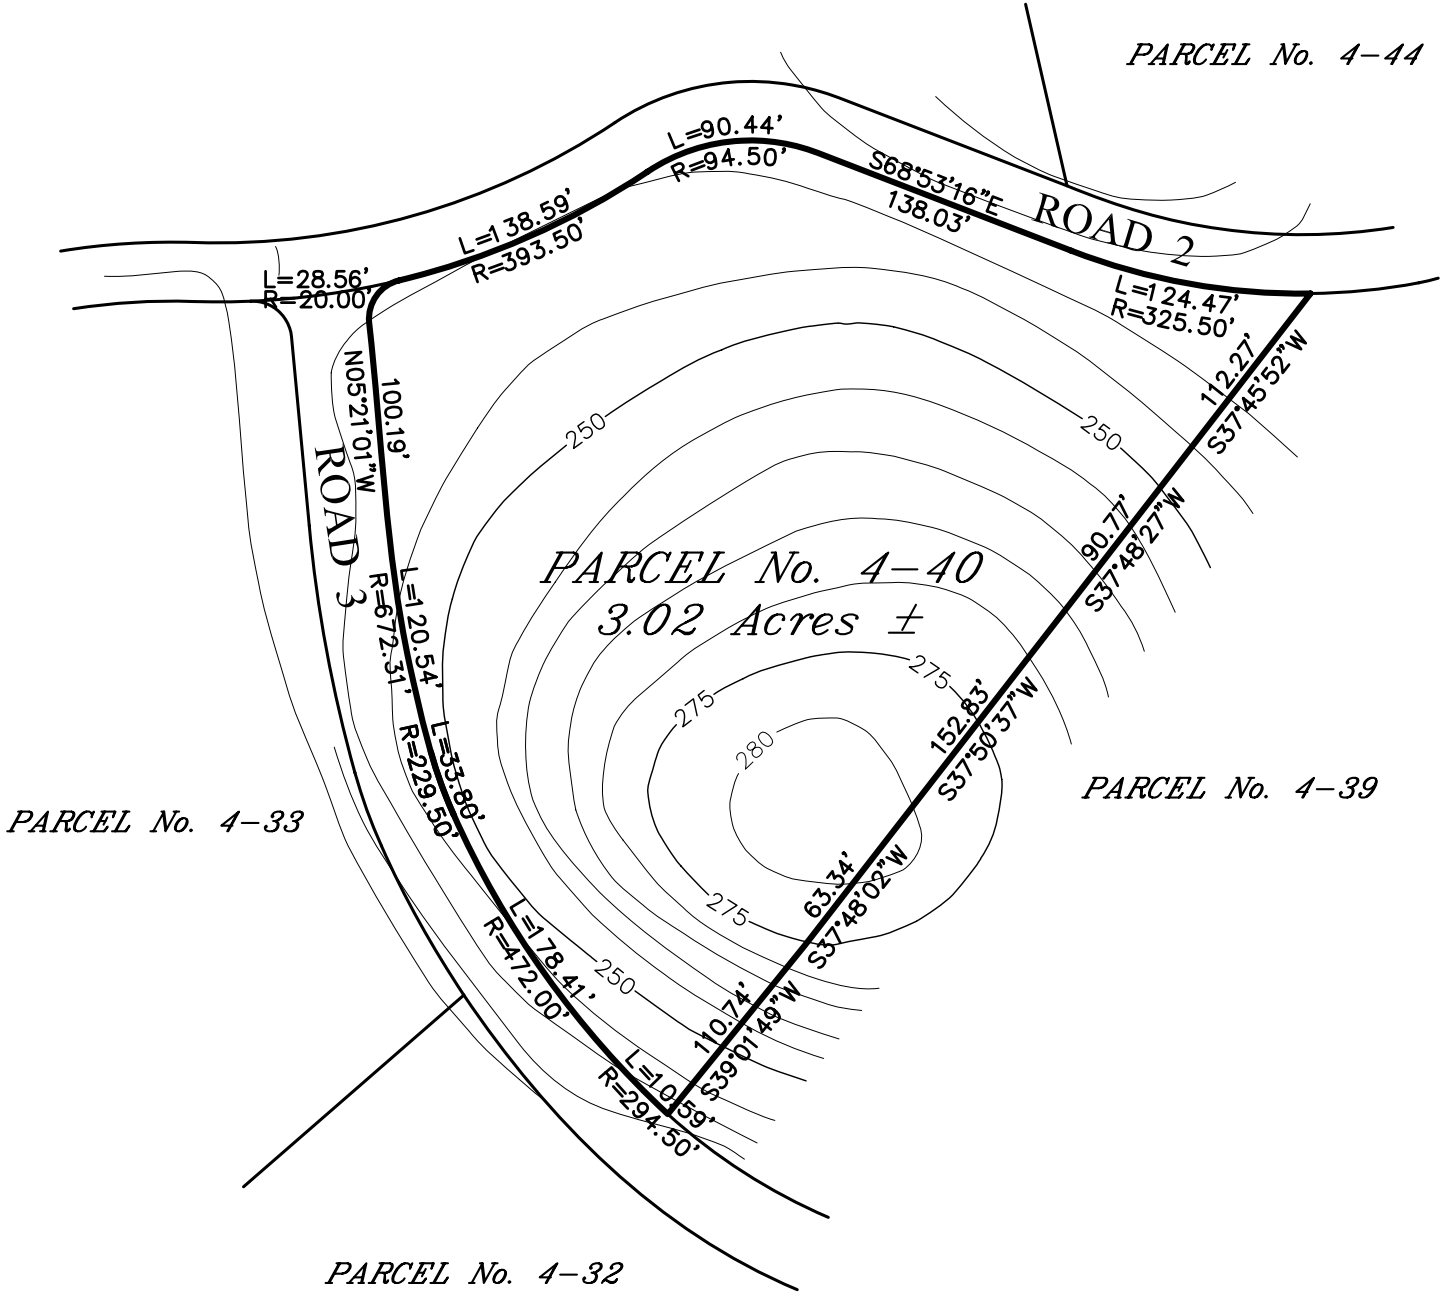 PARCEL No. 4-44
L=90.44'
R=94.50'
S68°53'16"E
138.03'
ROAD 2
L=138.59'
R=393.50'
L=28.56'
R=20.00'
L=124.47'
R=325.50'
112.27'
S37°45'52"W
100.19'
N05°21'01"W
ROAD 3
250
250
90.77'
S37°48'27"W
PARCEL No. 4-40
3.02 Acres ±
L=120.54'
R=672.31'
275
275
152.83'
S37°50'37"W
280
L=33.80'
R=229.50'
PARCEL No. 4-39
PARCEL No. 4-33
63.34'
S37°48'02"W
275
L=178.41'
R=472.00'
250
110.74'
S39°01'49"W
L=10.59'
R=294.50'
PARCEL No. 4-32